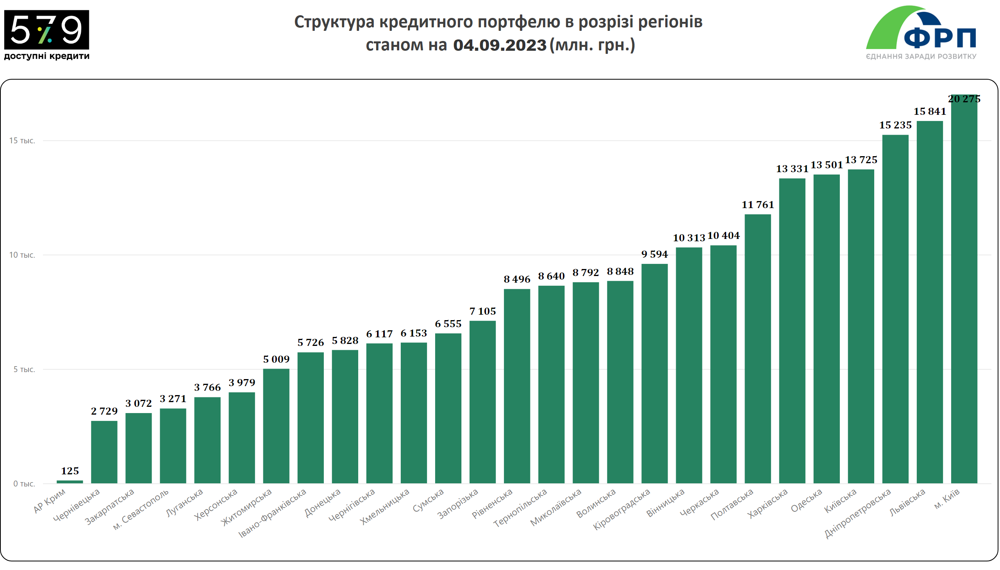 5 7 9
доступні кредити
Структура кредитного портфелю в розрізі регіонів
станом на 04.09.2023 (млн. грн.)
ФРП
ЄДНАННЯ ЗАРАДИ РОЗВИТКУ
15 тыс.
10 тыс.
5 тыс.
0 тыс.
125
2 729
3 072
3 271
3 766
3 979
5 009
5 726
5 828
6 117
6 153
6 555
7 105
8 496
8 640
8 792
8 848
9 594
10 313
10 404
11 761
13 331
13 501
13 725
15 235
15 841
20 275
АР Крим
Чернівецька
Закарпатська
м. Севастополь
Луганська
Херсонська
Житомирська
Івано-Франківська
Донецька
Чернігівська
Хмельницька
Сумська
Запорізька
Рівненська
Тернопільська
Миколаївська
Волинська
Кіровоградська
Вінницька
Черкаська
Полтавська
Харківська
Одеська
Київська
Дніпропетровська
Львівська
м. Київ